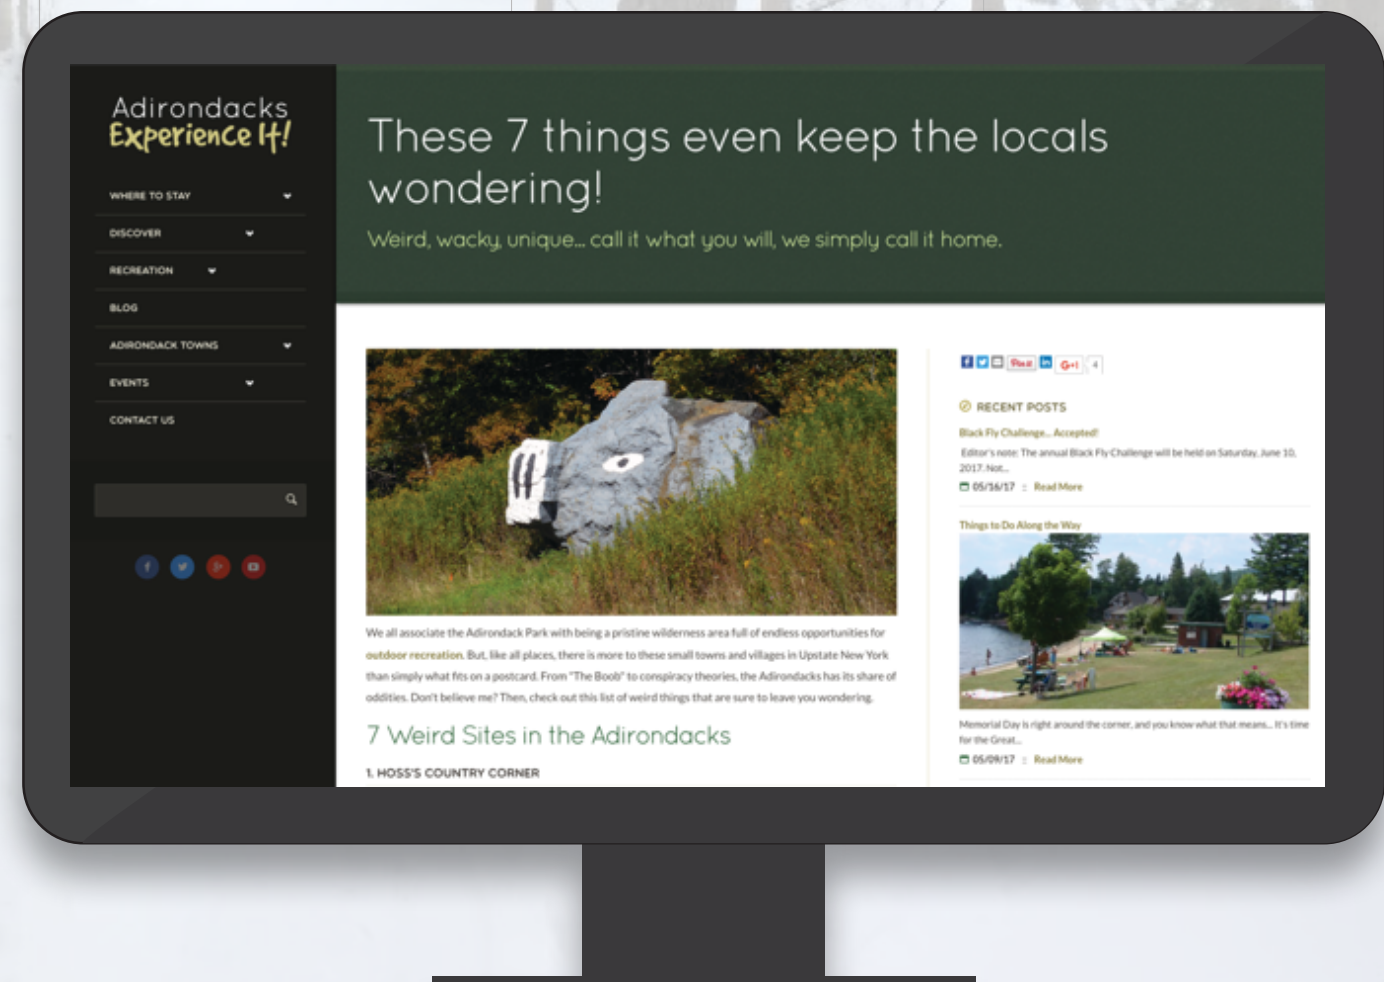 Adirondacks
Experience It!
WHERE TO STAY
DISCOVER
RECREATION
BLOG
ADIRONDACK TOWNS
EVENTS
CONTACT US
These 7 things even keep the locals
wondering!
Weird, wacky, unique... call it what you will, we simply call it home.
We all associate the Adirondack Park with being a pristine wilderness area full of endless opportunities for
outdoor recreation. But, like all places, there is more to these small towns and villages in Upstate New York
than simply what fits on a postcard. From "The Boob" to conspiracy theories, the Adirondacks has its share of
oddities. Don't believe me? Then, check out this list of weird things that are sure to leave you wondering.
7 Weird Sites in the Adirondacks
1. HOSS'S COUNTRY CORNER
Pin it
G+1
4
RECENT POSTS
Black Fly Challenge... Accepted!
Editor's note: The annual Black Fly Challenge will be held on Saturday, June 10,
2017. Not...
05/16/17 :: Read More
Things to Do Along the Way
Memorial Day is right around the corner, and you know what that means... It's time
for the Great...
05/09/17 :: Read More